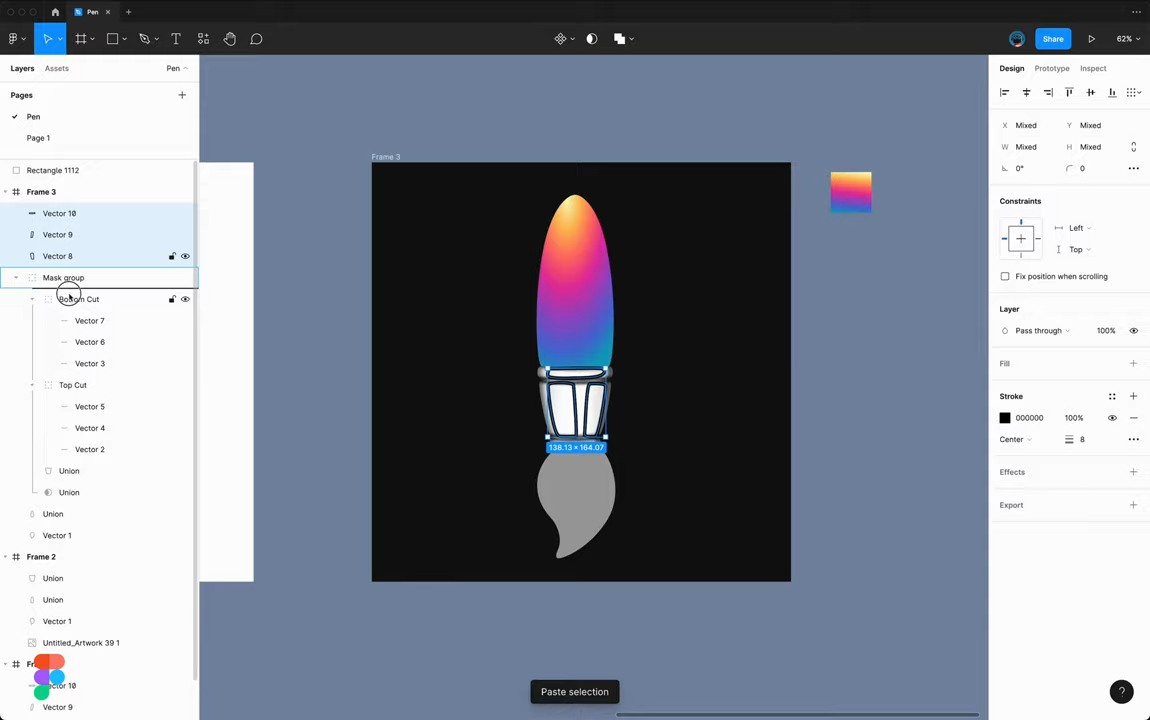 Pen
Share
62%
Layers
Assets
Pen
Pages
Pen
Page 1
Rectangle 1112
Frame 3
Vector 10
Vector 9
Vector 8
Mask group
Bottom Cut
Vector 7
Vector 6
Vector 3
Top Cut
Vector 5
Vector 4
Vector 2
Union
Union
Union
Vector 1
Frame 2
Union
Union
Vector 1
Untitled_Artwork 39 1
Vector 9
Frame 3
138.13 × 164.07
Paste selection
Design
Prototype
Inspect
X Mixed
Y Mixed
W Mixed
H Mixed
0°
0
Constraints
Left
Top
Fix position when scrolling
Layer
Pass through
100%
Fill
Stroke
000000
100%
Center
8
Effects
Export
?